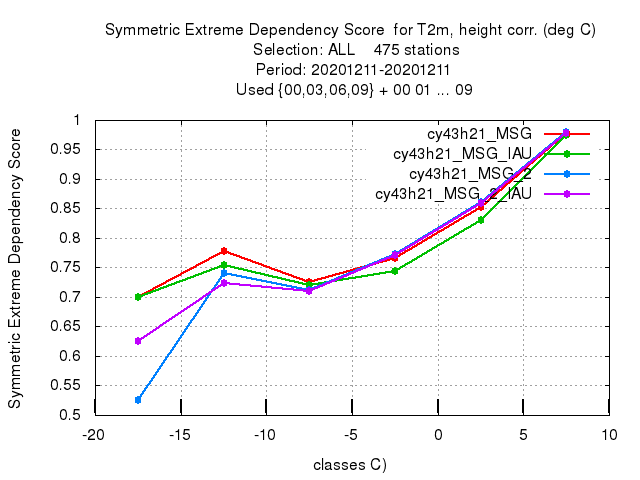 Symmetric Extreme Dependency Score  for T2m, height corr. (deg C)
Selection: ALL    475 stations
Period: 20201211-20201211
Used {00,03,06,09} + 00 01 ... 09
Symmetric Extreme Dependency Score
1
0.95
0.9
0.85
0.8
0.75
0.7
0.65
0.6
0.55
0.5
cy43h21_MSG
cy43h21_MSG_IAU
cy43h21_MSG_2
cy43h21_MSG_2_IAU
-20 -15 -10 -5 0 5 10
classes C)